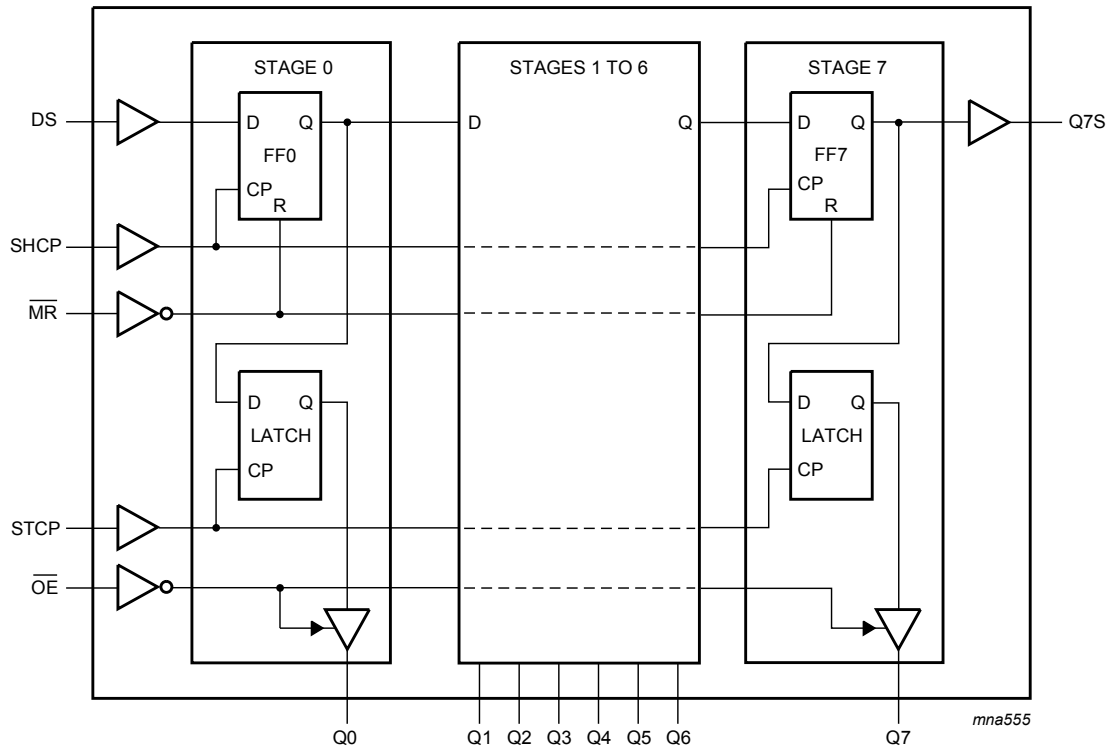 STAGE 0
STAGES 1 TO 6
STAGE 7
DS
D
Q
D
Q
D
Q
Q7S
FF0
FF7
CP
CP
R
R
SHCP
MR
D
Q
D
Q
LATCH
LATCH
CP
CP
STCP
OE
mna555
Q0
Q1
Q2
Q3
Q4
Q5
Q6
Q7